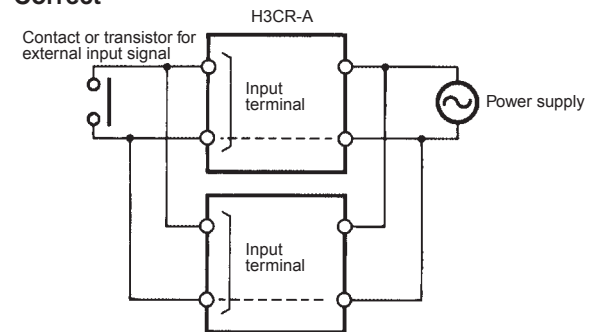 Correct
H3CR-A
Contact or transistor for
external input signal
Input
terminal
Power supply
Input
terminal